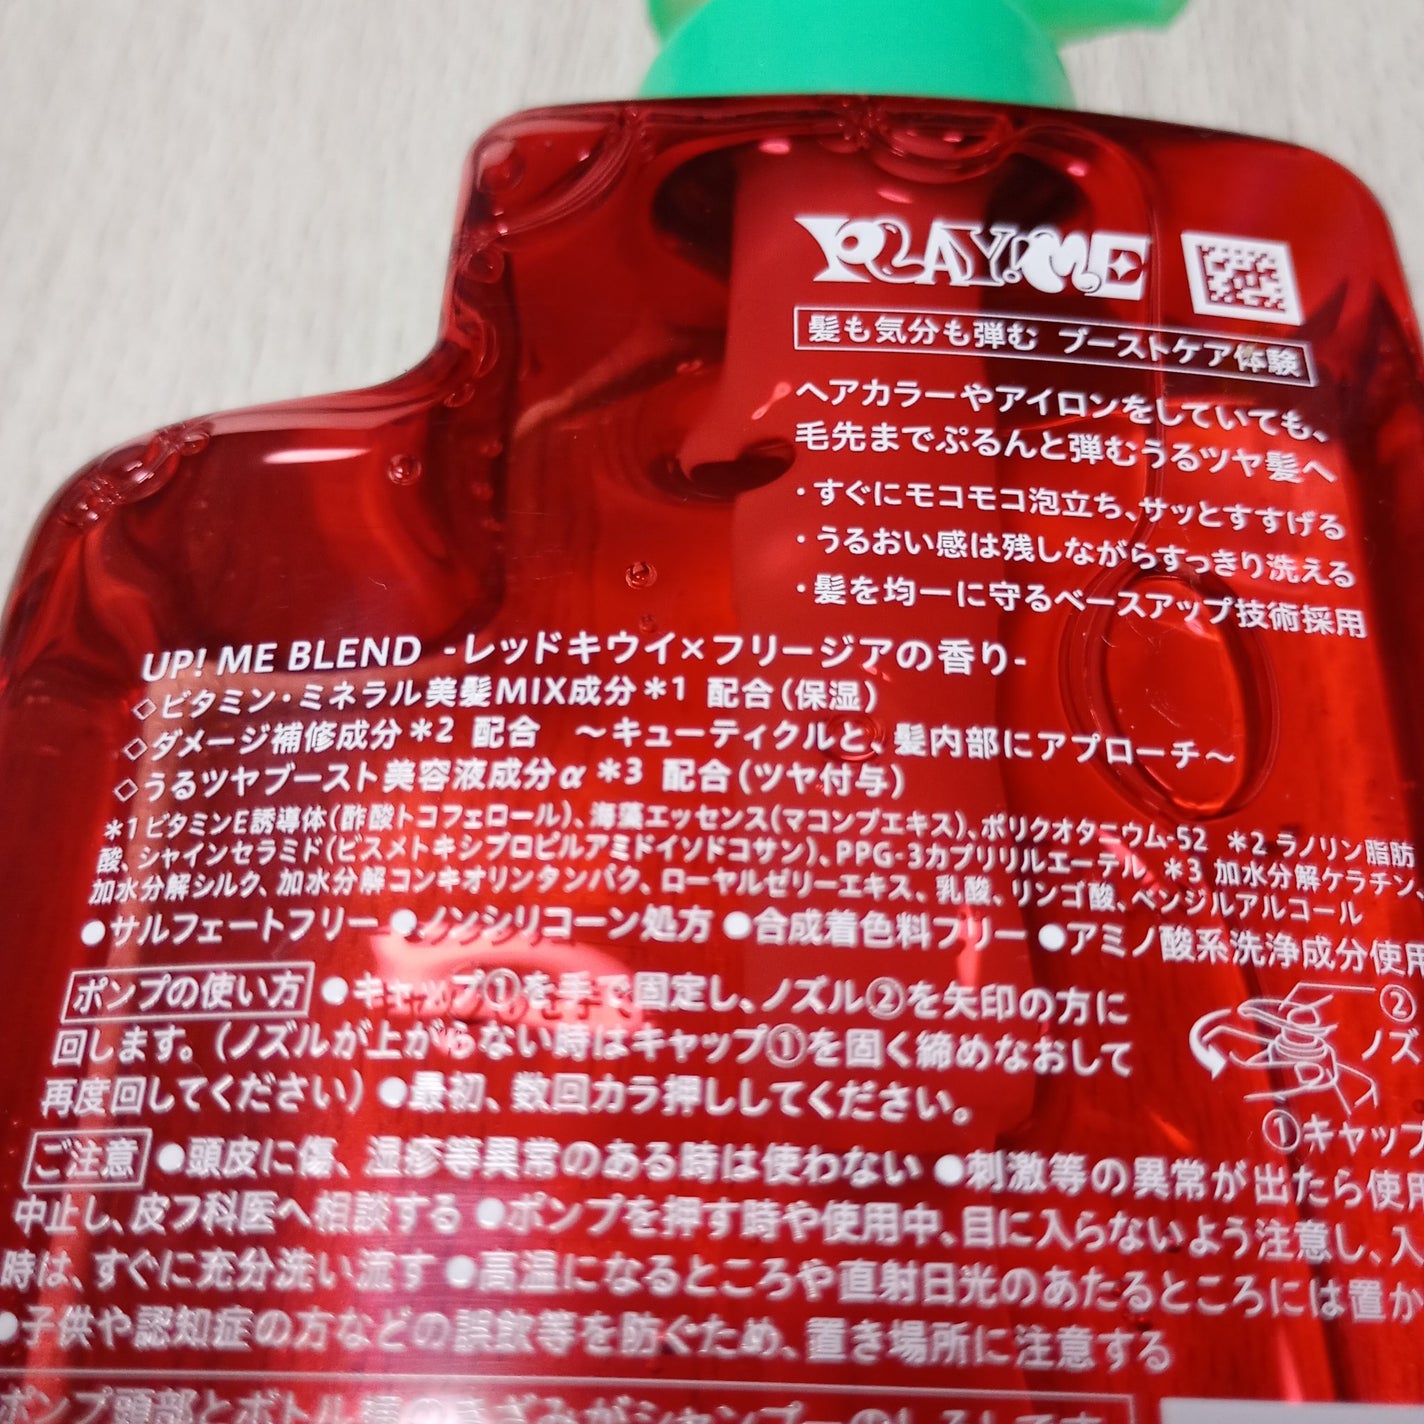 PLAY!ME
髪も気分も弾む ブーストケア体験
ヘアカラーやアイロンをしていても、
毛先までぷるんと弾むうるツヤ髪へ
・すぐにモコモコ泡立ち、サッとすすげる
・うるおい感は残しながらすっきり洗える
・髪を均一に守るベースアップ技術採用
UP! ME BLEND -レッドキウイ×フリージアの香り-
◇ビタミン・ミネラル美髪MIX成分*1 配合(保湿)
◇ダメージ補修成分*2 配合 ～キューティクルと、髪内部にアプローチ～
◇うるツヤブースト美容液成分α*3 配合(ツヤ付与)
*1 ビタミンE誘導体(酢酸トコフェロール)、海藻エッセンス(マコンブエキス)、ポリクオタニウム-52 *2 ラノリン脂肪
酸、シャインセラミド(ビスメトキシプロピルアミドイソドコサン)、PPG-3カプリリルエーテル *3 加水分解ケラチン、
加水分解シルク、加水分解コンキオリンタンパク、ローヤルゼリーエキス、乳酸、リンゴ酸、ベンジルアルコール
●サルフェートフリー ●ノンシリコーン処方 ●合成着色料フリー ●アミノ酸系洗浄成分使用
ポンプの使い方 ●キャップ①を手で固定し、ノズル②を矢印の方に
回します。(ノズルが上がらない時はキャップ①を固く締めなおして
再度回してください) ●最初、数回カラ押ししてください。
②
ノズ
①キャップ
ご注意 ●頭皮に傷、湿疹等異常のある時は使わない ●刺激等の異常が出たら使用
中止し、皮フ科医へ相談する ●ポンプを押す時や使用中、目に入らないよう注意し、入
時は、すぐに充分洗い流す ●高温になるところや直射日光のあたるところには置か
●子供や認知症の方などの誤飲等を防ぐため、置き場所に注意する
ポンプ頭部とボトル